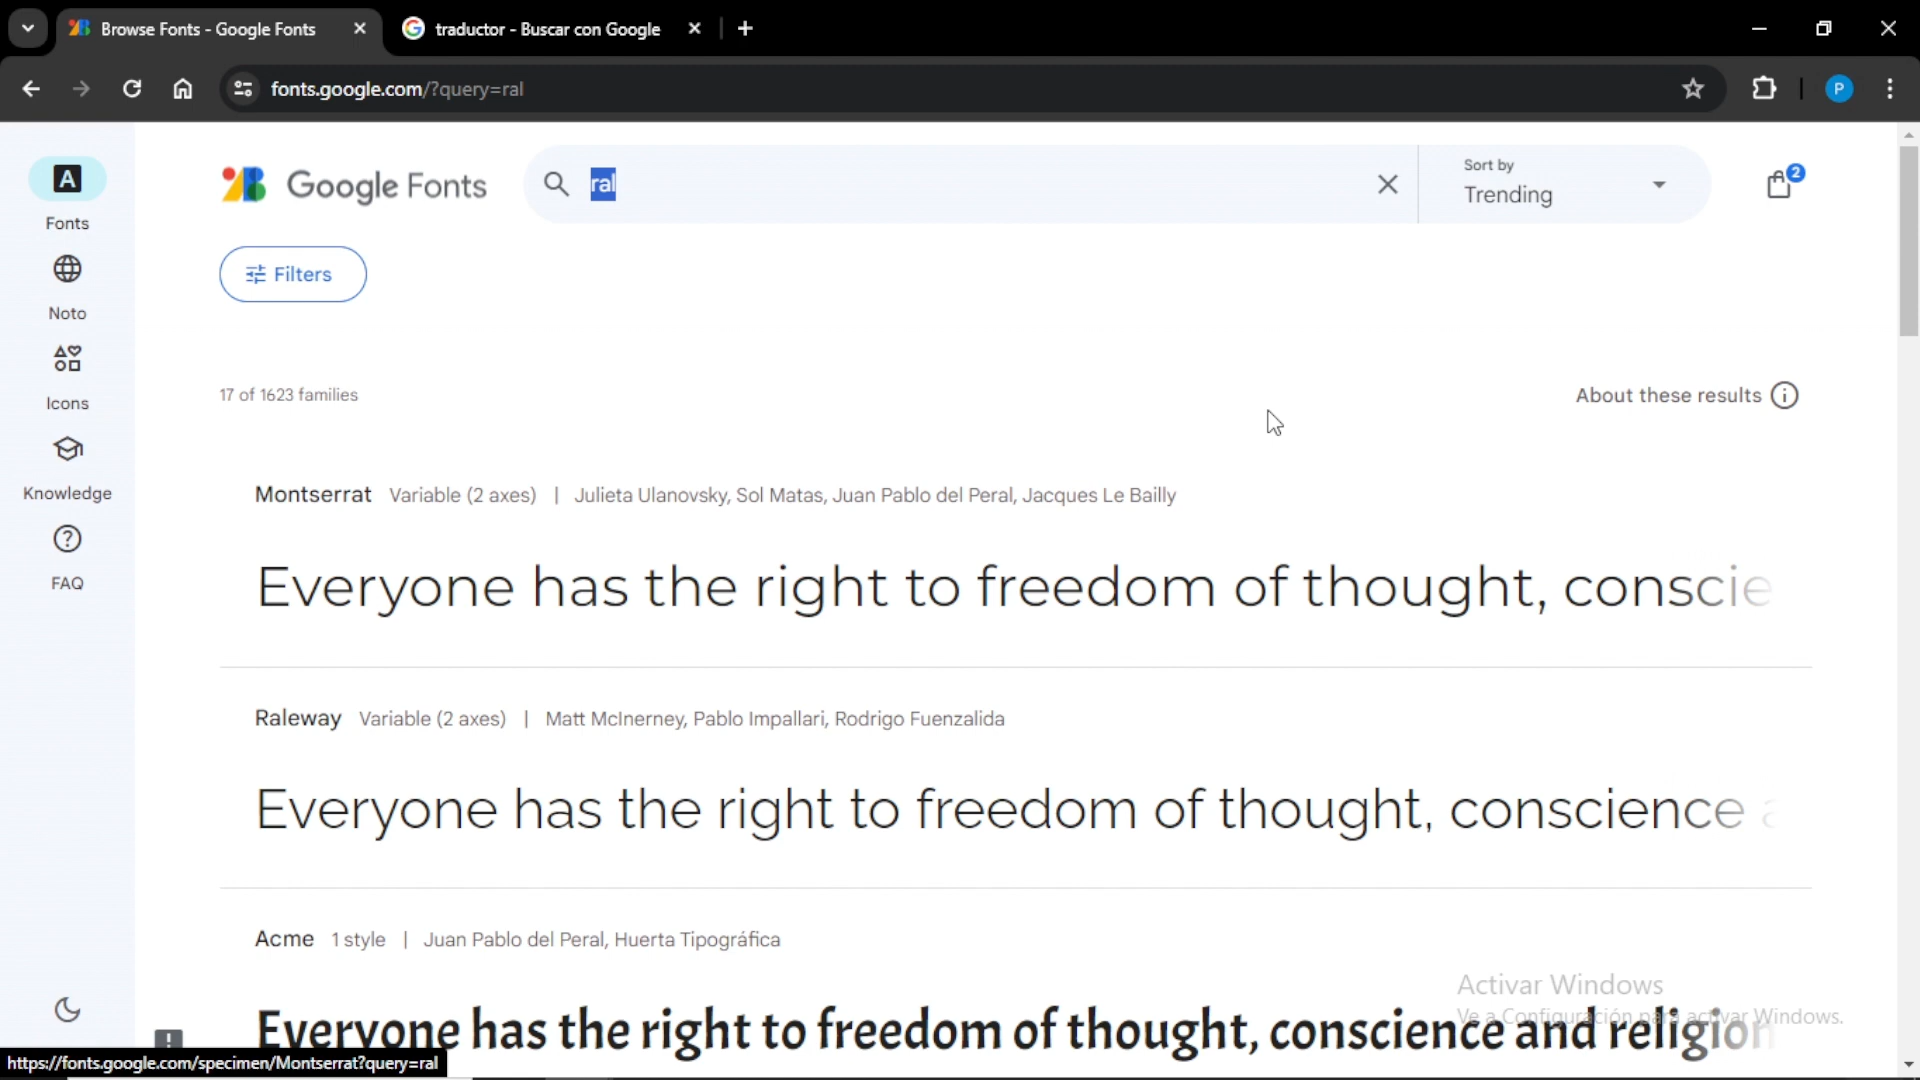 Browse Fonts - Google Fonts
traductor - Buscar con Google
fonts.google.com/?query=ral
P
A
Fonts
Noto
Icons
Knowledge
FAQ
Google Fonts
ral
Sort by
Trending
2
Filters
17 of 1623 families
About these results
Montserrat Variable (2 axes) | Julieta Ulanovsky, Sol Matas, Juan Pablo del Peral, Jacques Le Bailly
Everyone has the right to freedom of thought, conscie
Raleway Variable (2 axes) | Matt McInerney, Pablo Impallari, Rodrigo Fuenzalida
Everyone has the right to freedom of thought, conscience a
Acme 1 style | Juan Pablo del Peral, Huerta Tipográfica
Activar Windows
Ve a Configuración para activar Windows.
Everyone has the right to freedom of thought, conscience and religion
https://fonts.google.com/specimen/Montserrat?query=ral